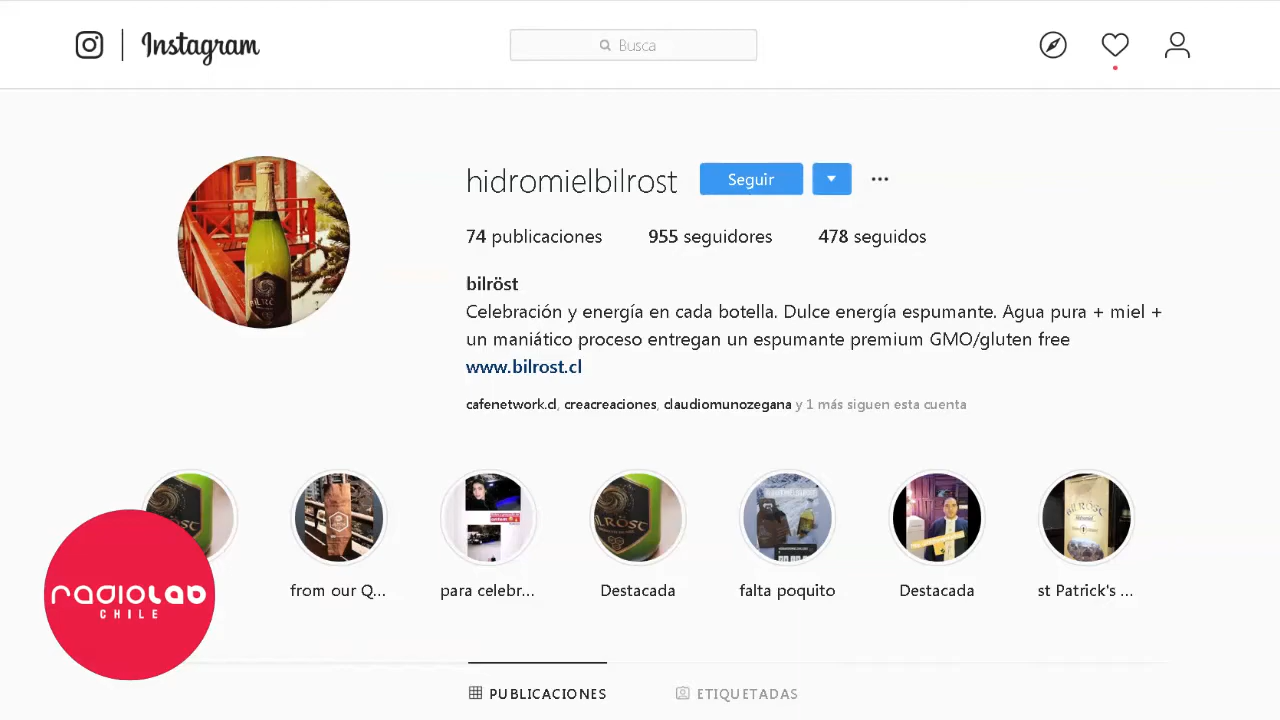 Instagram
Busca
hidromielbilrost
Seguir
74 publicaciones 955 seguidores 478 seguidos
bilröst
Celebración y energía en cada botella. Dulce energía espumante. Agua pura + miel +
un maniático proceso entregan un espumante premium GMO/gluten free
www.bilrost.cl
cafenetwork.cl, creacreaciones, claudiomunozegana y 1 más siguen esta cuenta
BILRÖST
BILRÖST
from our Q... para celebr... Destacada falta poquito Destacada st Patrick's ...
radiolab
CHILE
PUBLICACIONES ETIQUETADAS